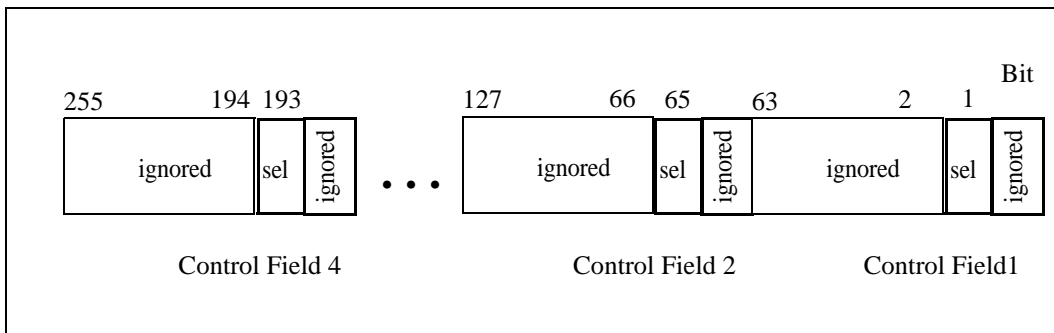 Bit
255 194 193 127 66 65 63 2 1
ignored sel ignored . . . ignored sel ignored ignored sel ignored
Control Field 4 Control Field 2 Control Field1